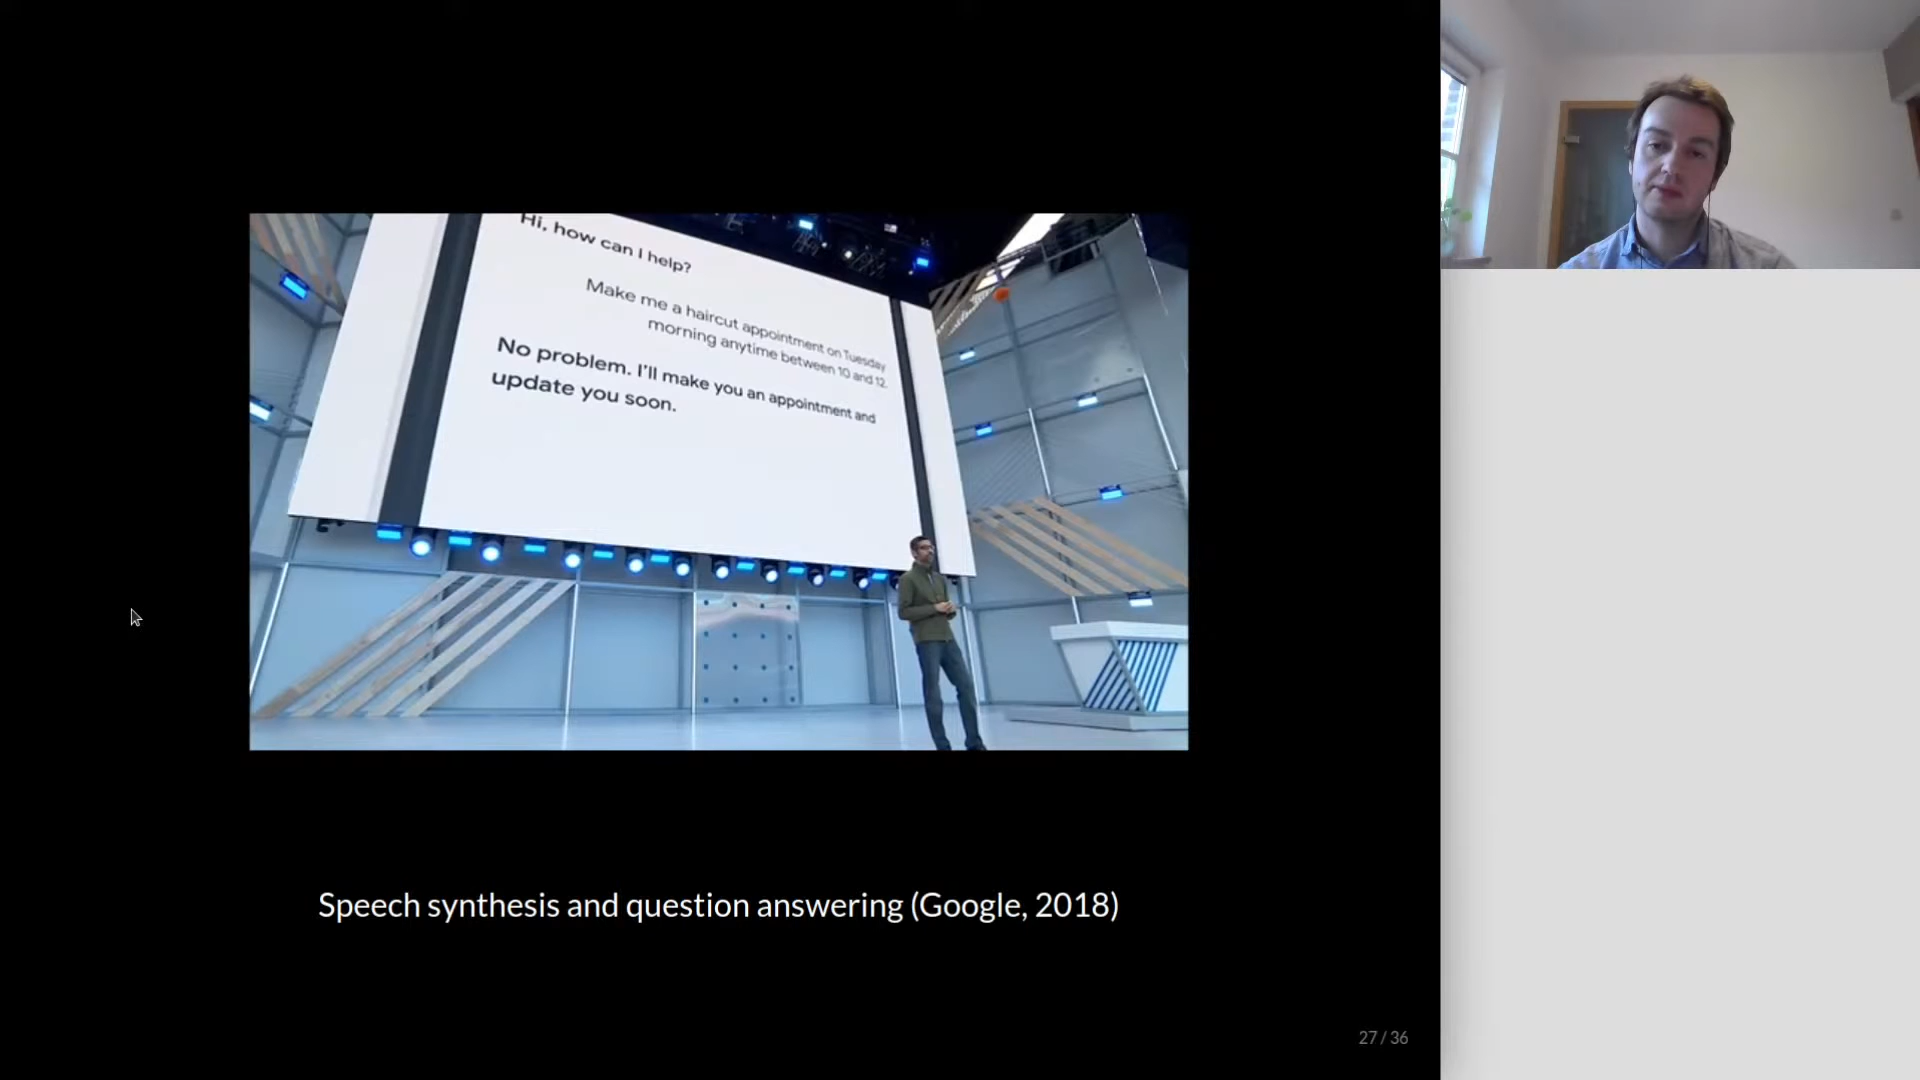 Hi, how can I help?
Make me a haircut appointment on Tuesday
morning anytime between 10 and 12.
No problem. I'll make you an appointment and
update you soon.
Speech synthesis and question answering (Google, 2018)
27 / 36